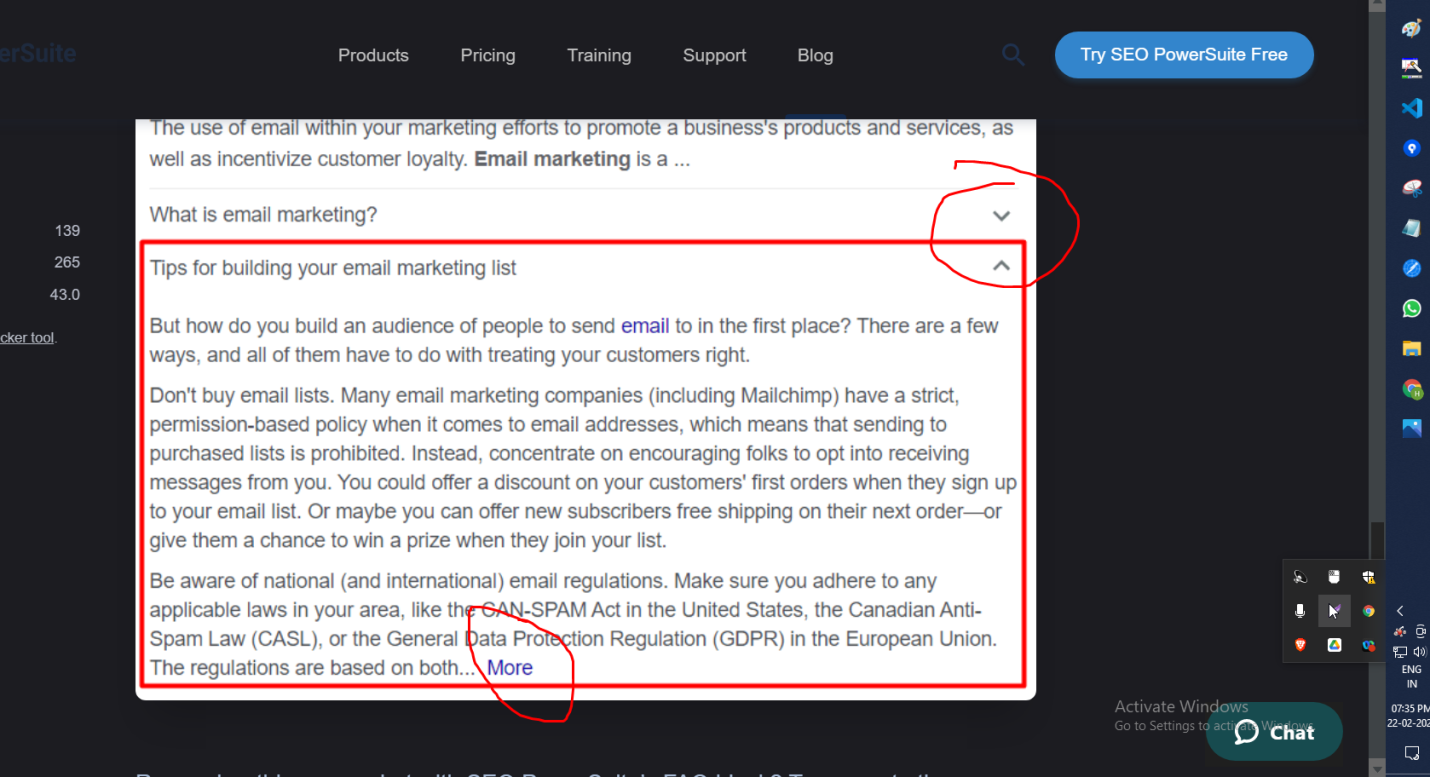 erSuite
Products Pricing Training Support Blog
Try SEO PowerSuite Free
The use of email within your marketing efforts to promote a business's products and services, as
well as incentivize customer loyalty. Email marketing is a ...
What is email marketing?
139
265
43.0
cker tool.
Tips for building your email marketing list
But how do you build an audience of people to send email to in the first place? There are a few
ways, and all of them have to do with treating your customers right.
Don't buy email lists. Many email marketing companies (including Mailchimp) have a strict,
permission-based policy when it comes to email addresses, which means that sending to
purchased lists is prohibited. Instead, concentrate on encouraging folks to opt into receiving
messages from you. You could offer a discount on your customers' first orders when they sign up
to your email list. Or maybe you can offer new subscribers free shipping on their next order—or
give them a chance to win a prize when they join your list.
Be aware of national (and international) email regulations. Make sure you adhere to any
applicable laws in your area, like the CAN-SPAM Act in the United States, the Canadian Anti-
Spam Law (CASL), or the General Data Protection Regulation (GDPR) in the European Union.
The regulations are based on both... More
Activate Windows
Go to Settings to activate Windows.
Chat
ENG
IN
07:35 PM
22-02-202